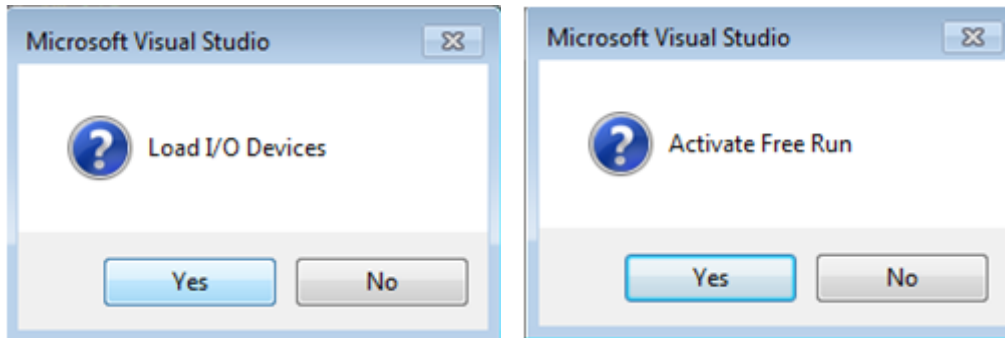 Microsoft Visual Studio
Load I/O Devices
Yes
No
Microsoft Visual Studio
Activate Free Run
Yes
No